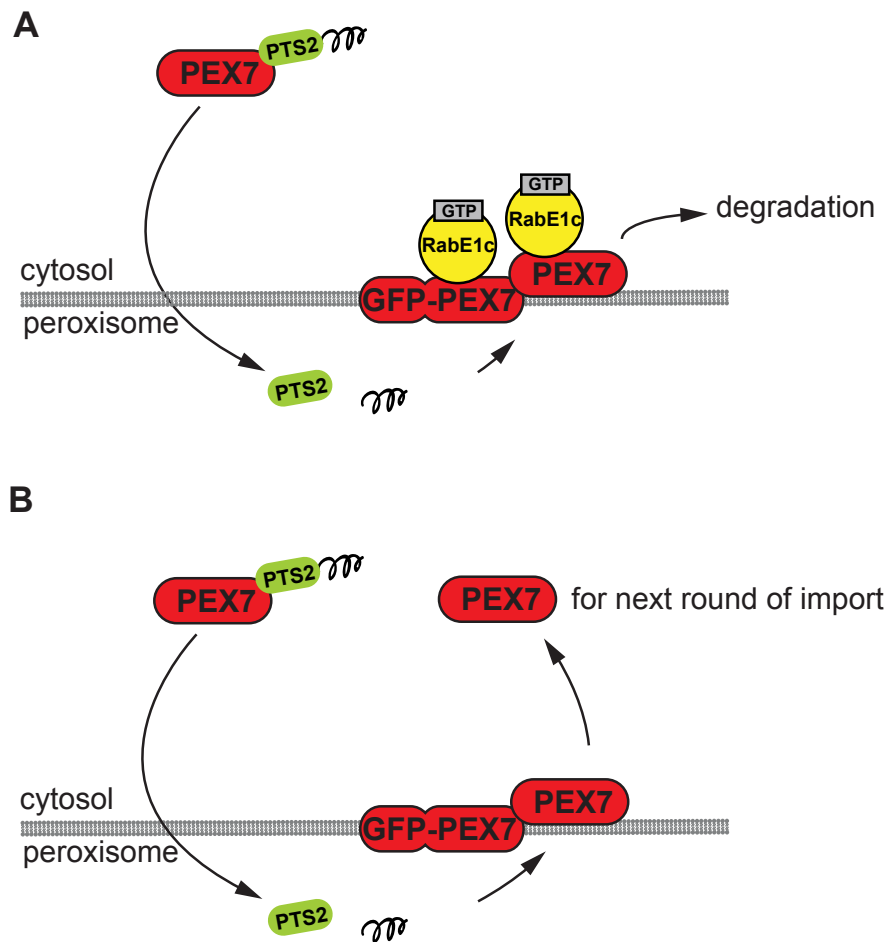 A
PEX7
PTS2
GTP
RabE1c
GTP
RabE1c
degradation
cytosol
GFP-PEX7
PEX7
peroxisome
PTS2
B
PEX7
PTS2
PEX7
for next round of import
cytosol
GFP-PEX7
PEX7
peroxisome
PTS2